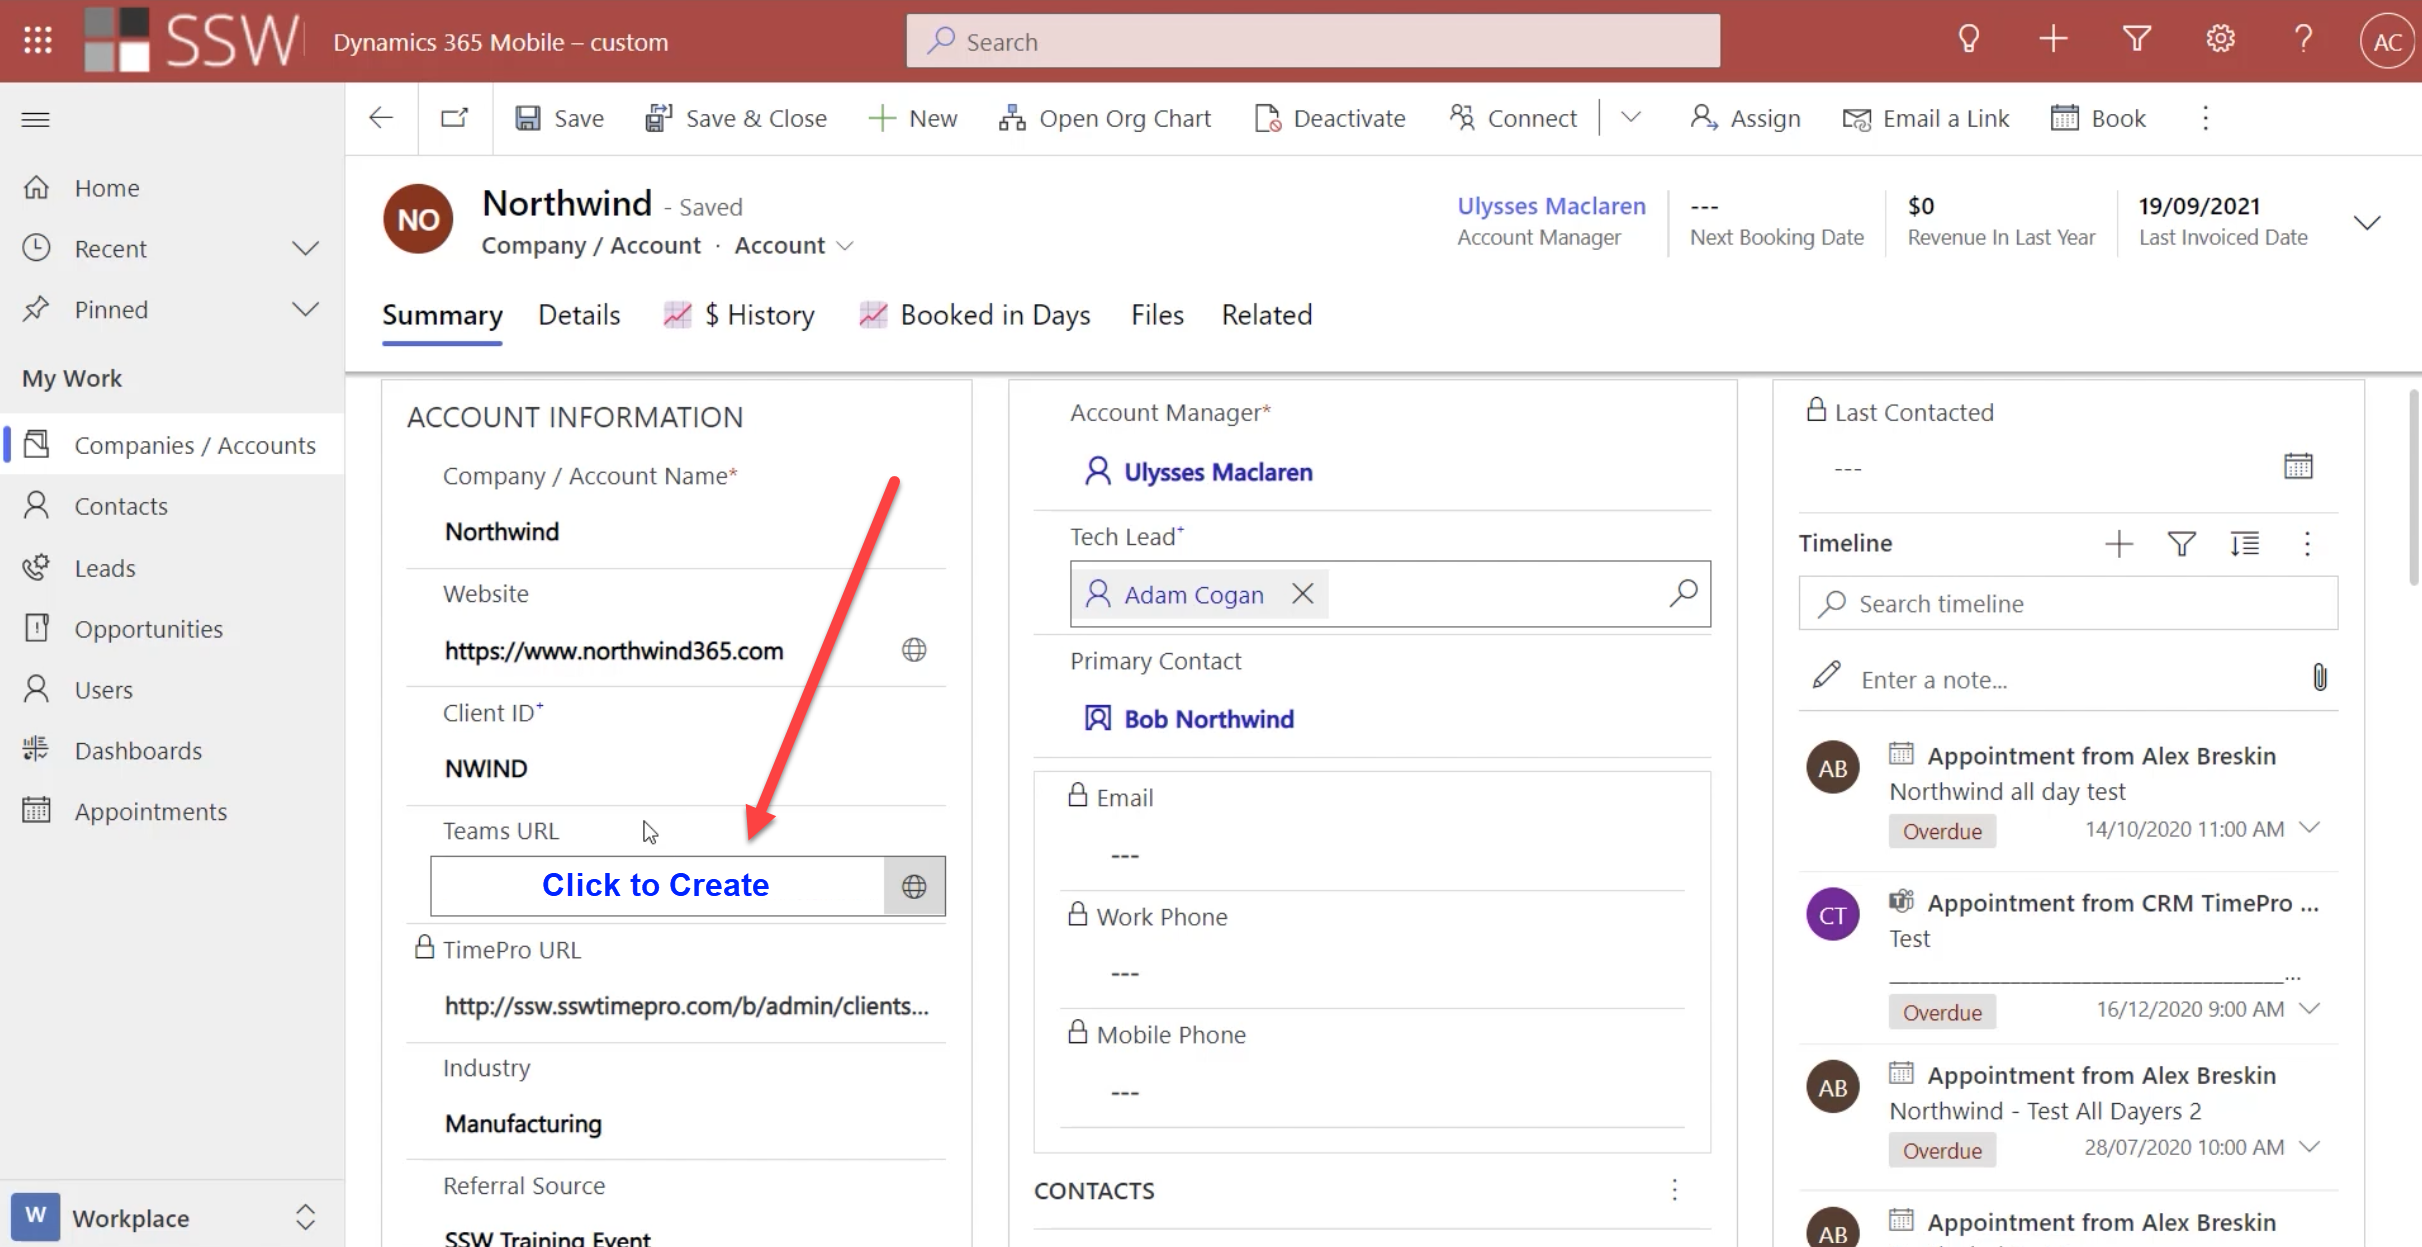 SSW
Dynamics 365 Mobile – custom
Search
AC
Save
Save & Close
New
Open Org Chart
Deactivate
Connect
Assign
Email a Link
Book
Home
Recent
Pinned
My Work
Companies / Accounts
Contacts
Leads
Opportunities
Users
Dashboards
Appointments
W
Workplace
NO
Northwind - Saved
Company / Account · Account
Ulysses Maclaren
Account Manager
---
Next Booking Date
$0
Revenue In Last Year
19/09/2021
Last Invoiced Date
Summary
Details
$ History
Booked in Days
Files
Related
ACCOUNT INFORMATION
Company / Account Name*
Northwind
Website
https://www.northwind365.com
Client ID+
NWIND
Teams URL
Click to Create
TimePro URL
http://ssw.sswtimepro.com/b/admin/clients...
Industry
Manufacturing
Referral Source
SSW Training Event
Account Manager*
Ulysses Maclaren
Tech Lead+
Adam Cogan
Primary Contact
Bob Northwind
Email
---
Work Phone
---
Mobile Phone
---
CONTACTS
Last Contacted
---
Timeline
Search timeline
Enter a note...
AB
Appointment from Alex Breskin
Northwind all day test
Overdue
14/10/2020 11:00 AM
CT
Appointment from CRM TimePro ...
Test
________________________________...
Overdue
16/12/2020 9:00 AM
AB
Appointment from Alex Breskin
Northwind - Test All Dayers 2
Overdue
28/07/2020 10:00 AM
AB
Appointment from Alex Breskin